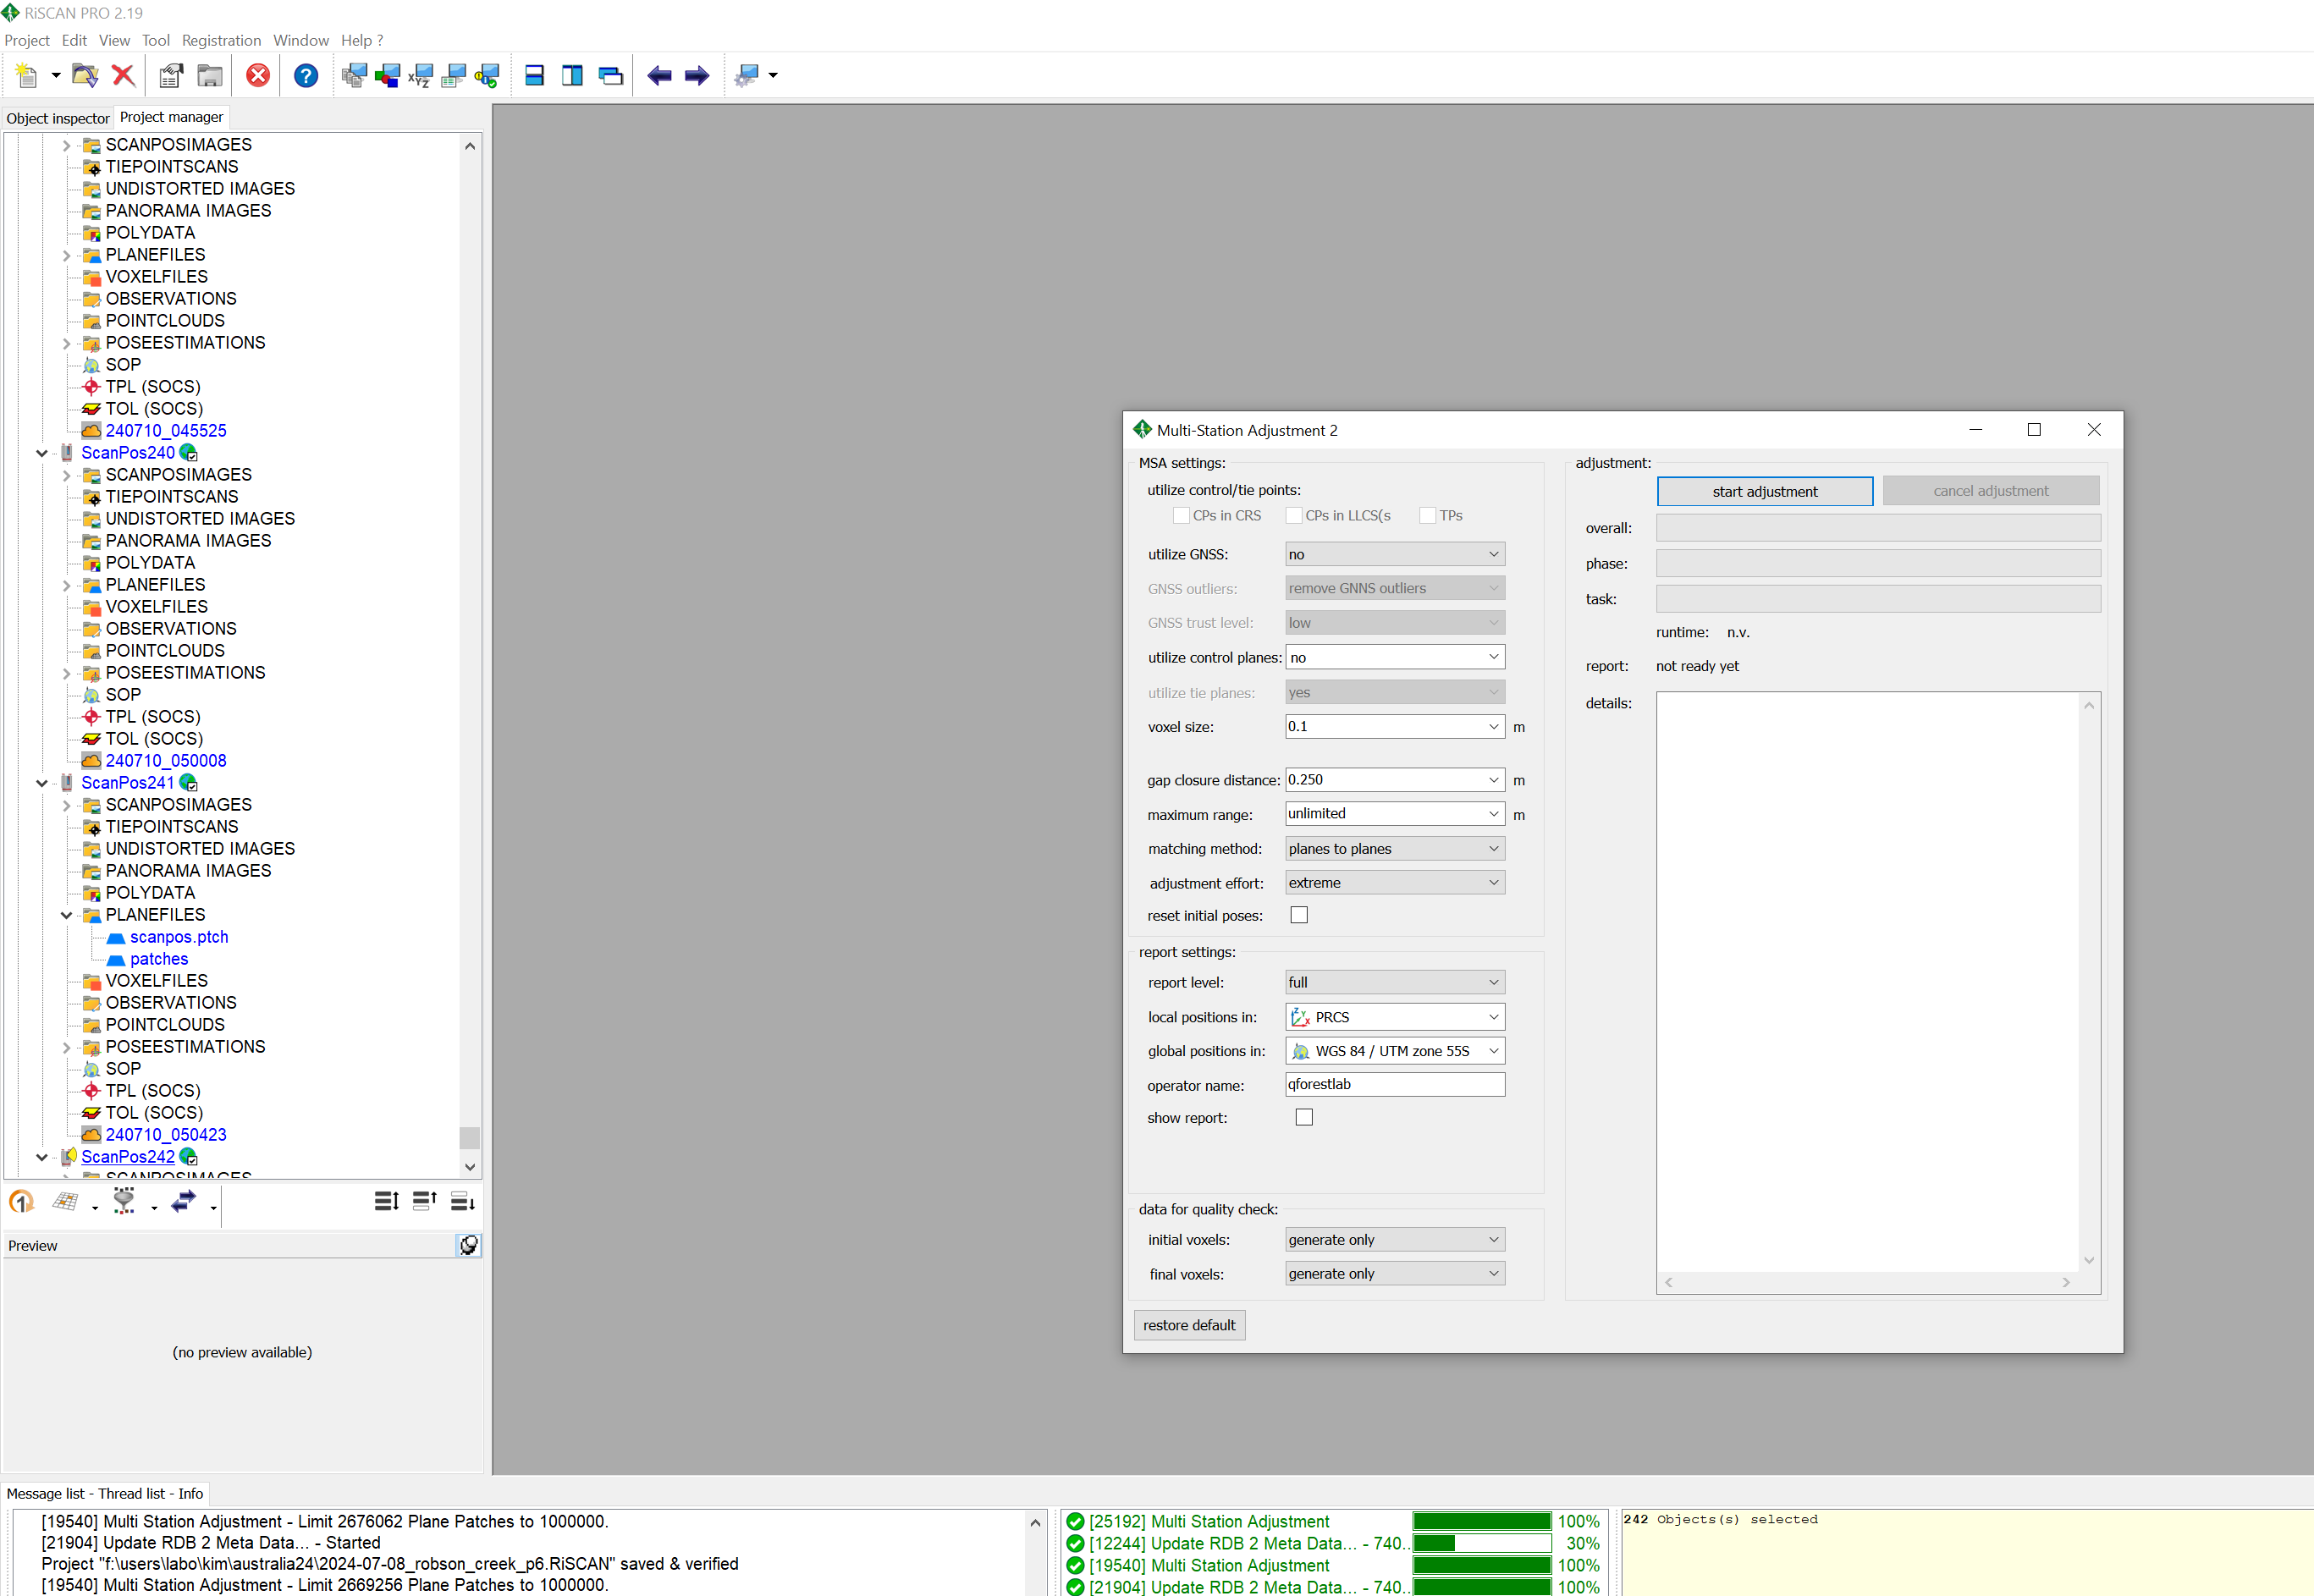 RiSCAN PRO 2.19
Project Edit View Tool Registration Window Help ?
Object inspector Project manager
SCANPOSIMAGES
TIEPOINTSCANS
UNDISTORTED IMAGES
PANORAMA IMAGES
POLYDATA
PLANEFILES
VOXELFILES
OBSERVATIONS
POINTCLOUDS
POSEESTIMATIONS
SOP
TPL (SOCS)
TOL (SOCS)
240710_045525
ScanPos240
SCANPOSIMAGES
TIEPOINTSCANS
UNDISTORTED IMAGES
PANORAMA IMAGES
POLYDATA
PLANEFILES
VOXELFILES
OBSERVATIONS
POINTCLOUDS
POSEESTIMATIONS
SOP
TPL (SOCS)
TOL (SOCS)
240710_050008
ScanPos241
SCANPOSIMAGES
TIEPOINTSCANS
UNDISTORTED IMAGES
PANORAMA IMAGES
POLYDATA
PLANEFILES
scanpos.ptch
patches
VOXELFILES
OBSERVATIONS
POINTCLOUDS
POSEESTIMATIONS
SOP
TPL (SOCS)
TOL (SOCS)
240710_050423
ScanPos242
SCANPOSIMAGES
Preview
(no preview available)
Multi-Station Adjustment 2
MSA settings:
utilize control/tie points:
CPs in CRS CPs in LLCS(s TPs
utilize GNSS: no
GNSS outliers: remove GNNS outliers
GNSS trust level: low
utilize control planes: no
utilize tie planes: yes
voxel size: 0.1 m
gap closure distance: 0.250 m
maximum range: unlimited m
matching method: planes to planes
adjustment effort: extreme
reset initial poses:
report settings:
report level: full
local positions in: PRCS
global positions in: WGS 84 / UTM zone 55S
operator name: qforestlab
show report:
data for quality check:
initial voxels: generate only
final voxels: generate only
restore default
adjustment:
start adjustment cancel adjustment
overall:
phase:
task:
runtime: n.v.
report: not ready yet
details:
Message list - Thread list - Info
[19540] Multi Station Adjustment - Limit 2676062 Plane Patches to 1000000.
[21904] Update RDB 2 Meta Data... - Started
Project "f:\users\labo\kim\australia24\2024-07-08_robson_creek_p6.RiSCAN" saved & verified
[19540] Multi Station Adjustment - Limit 2669256 Plane Patches to 1000000.
[25192] Multi Station Adjustment 100%
[12244] Update RDB 2 Meta Data... - 740.. 30%
[19540] Multi Station Adjustment 100%
[21904] Update RDB 2 Meta Data... - 740.. 100%
242 Objects(s) selected